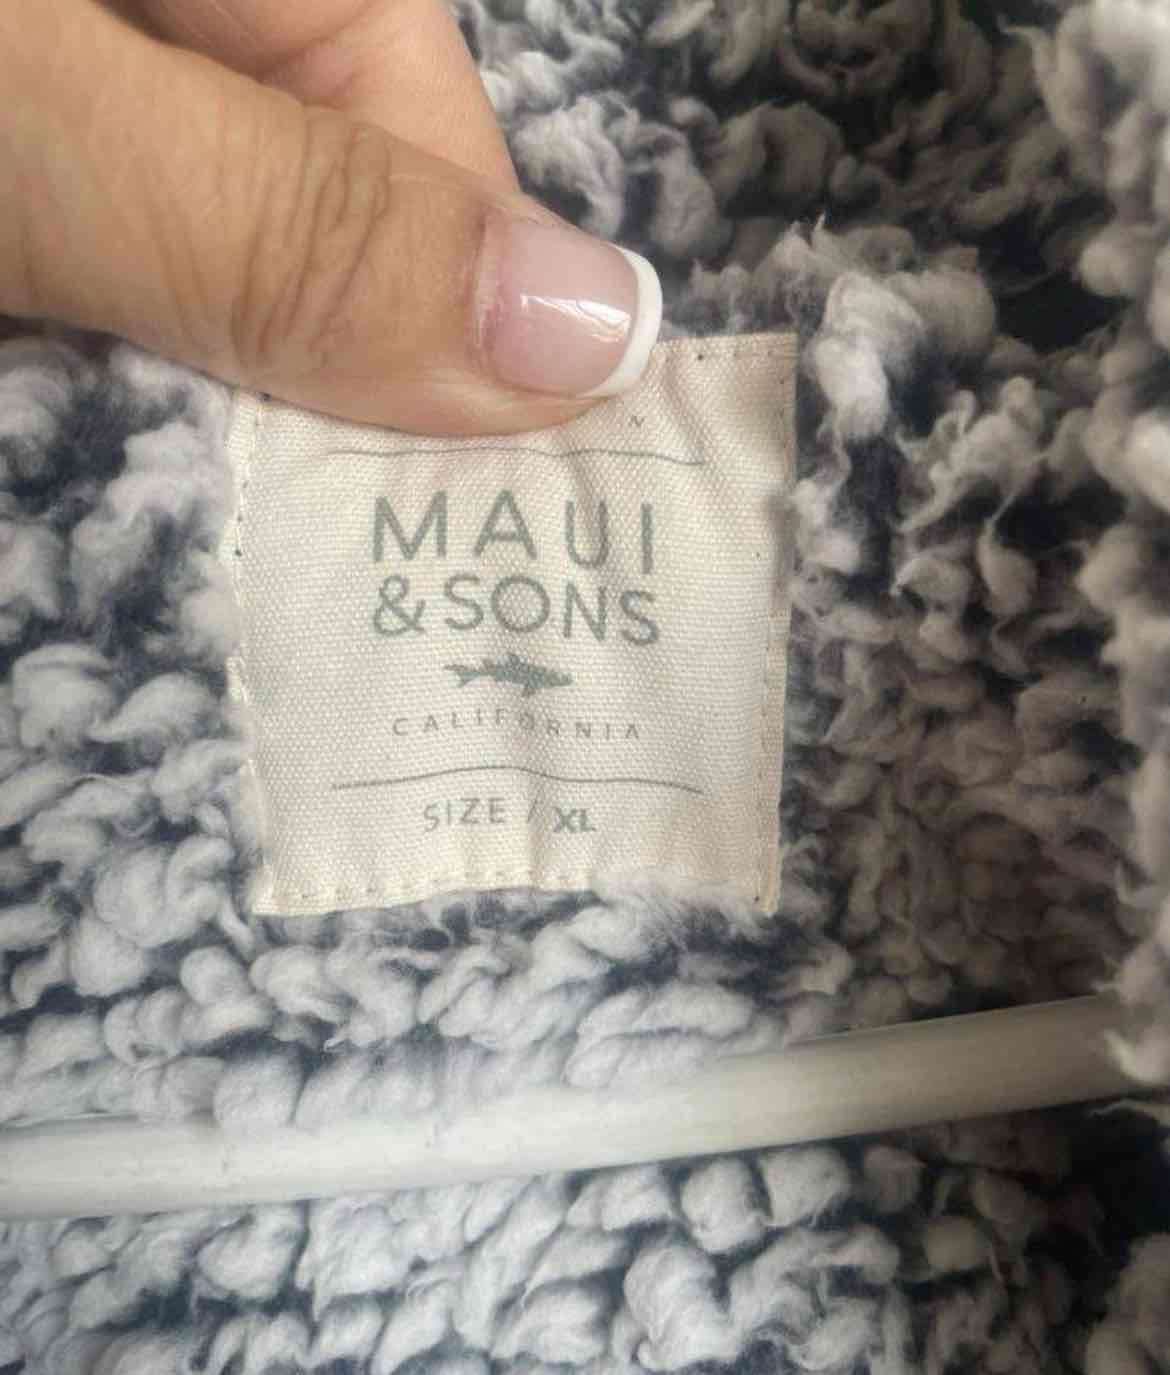 MAUI
&SONS
CALIFORNIA
SIZE / XL